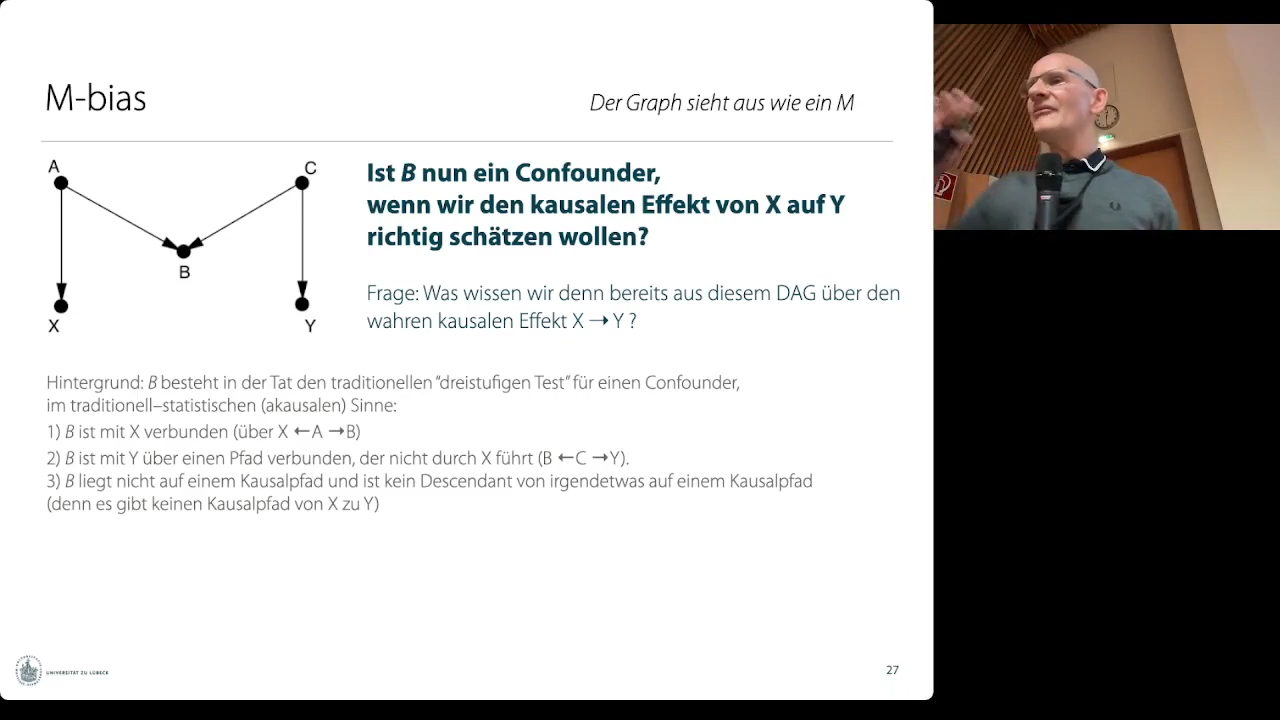 M-bias
Der Graph sieht aus wie ein M
A
C
B
X
Y
Ist B nun ein Confounder,
wenn wir den kausalen Effekt von X auf Y
richtig schätzen wollen?
Frage: Was wissen wir denn bereits aus diesem DAG über den
wahren kausalen Effekt X → Y ?
Hintergrund: B besteht in der Tat den traditionellen “dreistufigen Test” für einen Confounder,
im traditionell–statistischen (akausalen) Sinne:
1) B ist mit X verbunden (über X ←A →B)
2) B ist mit Y über einen Pfad verbunden, der nicht durch X führt (B ←C →Y).
3) B liegt nicht auf einem Kausalpfad und ist kein Descendant von irgendetwas auf einem Kausalpfad
(denn es gibt keinen Kausalpfad von X zu Y)
UNIVERSITÄT ZU LÜBECK
27